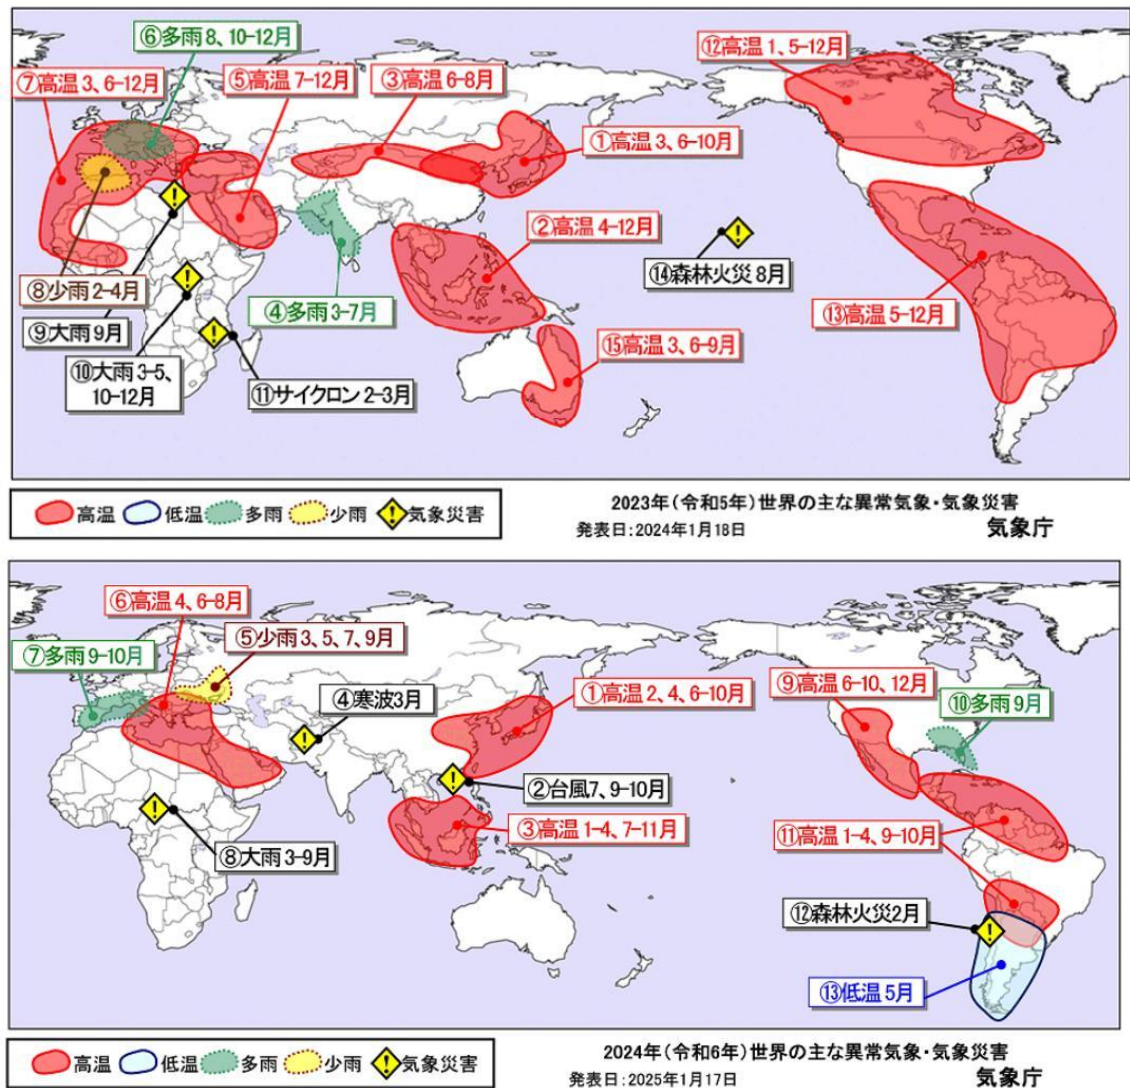 ⑥多雨 8、10-12月
⑦高温 3、6-12月
⑤高温 7-12月
③高温 6-8月
⑫高温 1、5-12月
①高温 3、6-10月
②高温 4-12月
⑭森林火災 8月
⑧少雨 2-4月
④多雨 3-7月
⑬高温 5-12月
⑨大雨 9月
⑮高温 3、6-9月
⑩大雨 3-5、
10-12月
⑪サイクロン 2-3月
高温 低温 多雨 少雨 気象災害
2023年(令和5年)世界の主な異常気象・気象災害
発表日:2024年1月18日
気象庁
⑥高温 4、6-8月
⑤少雨 3、5、7、9月
⑦多雨 9-10月
④寒波3月
①高温 2、4、6-10月
⑨高温 6-10、12月
⑩多雨 9月
②台風7、9-10月
③高温 1-4、7-11月
⑪高温 1-4、9-10月
⑧大雨 3-9月
⑫森林火災2月
⑬低温 5月
高温 低温 多雨 少雨 気象災害
2024年(令和6年)世界の主な異常気象・気象災害
発表日:2025年1月17日
気象庁